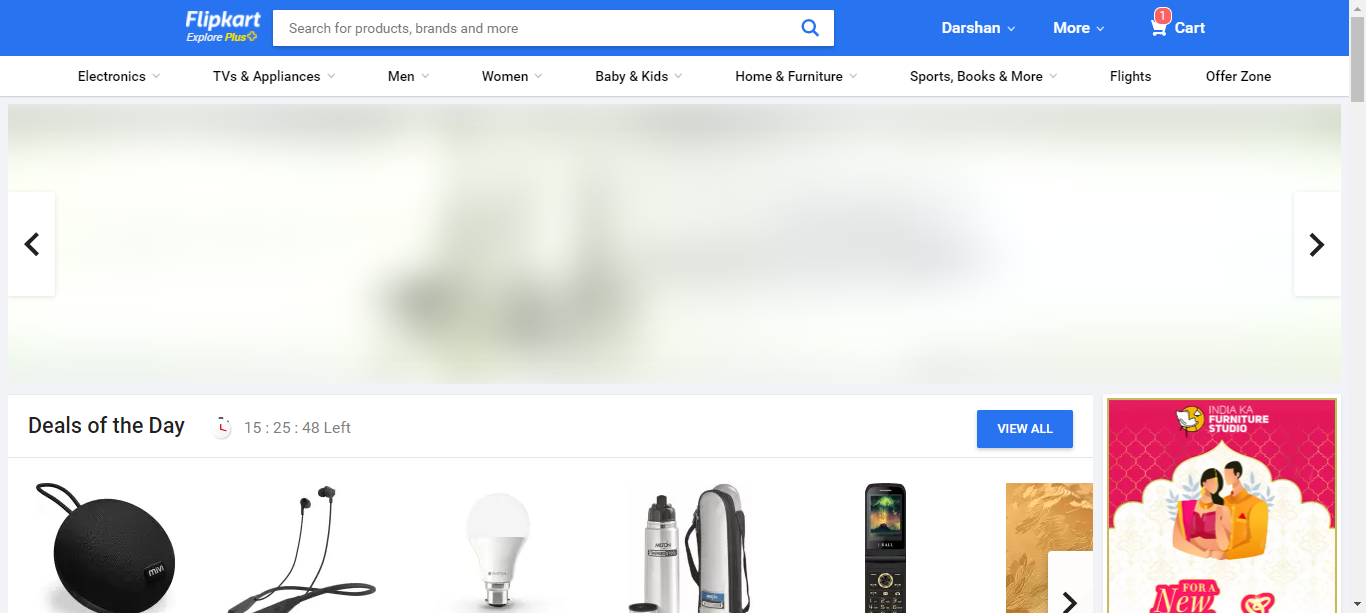 Flipkart
Explore Plus
Search for products, brands and more
Darshan
More
1
Cart
Electronics
TVs & Appliances
Men
Women
Baby & Kids
Home & Furniture
Sports, Books & More
Flights
Offer Zone
Deals of the Day
15 : 25 : 48 Left
VIEW ALL
INDIA KA
FURNITURE
STUDIO
mivi
MILTON
FOR A
New